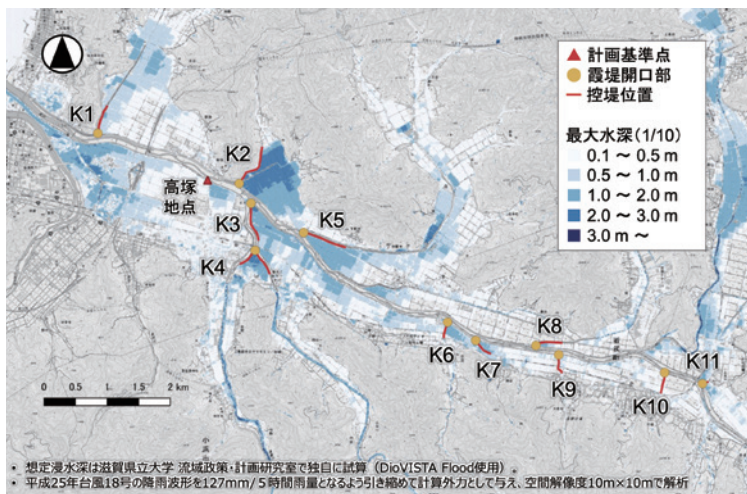 K1
K2
高塚
地点
K3
K4
K5
K6
K7
K8
K9
K10
K11
計画基準点
霞堤開口部
控堤位置
最大水深(1/10)
0.1 ～ 0.5 m
0.5 ～ 1.0 m
1.0 ～ 2.0 m
2.0 ～ 3.0 m
3.0 m ～
0 0.5 1 1.5 2 km
・ 想定浸水深は滋賀県立大学 流域政策・計画研究室で独自に試算（DioVISTA Flood使用）。
・ 平成25年台風18号の降雨波形を127mm/５時間雨量となるよう引き縮めて計算外力として与え、空間解像度10m×10mで解析